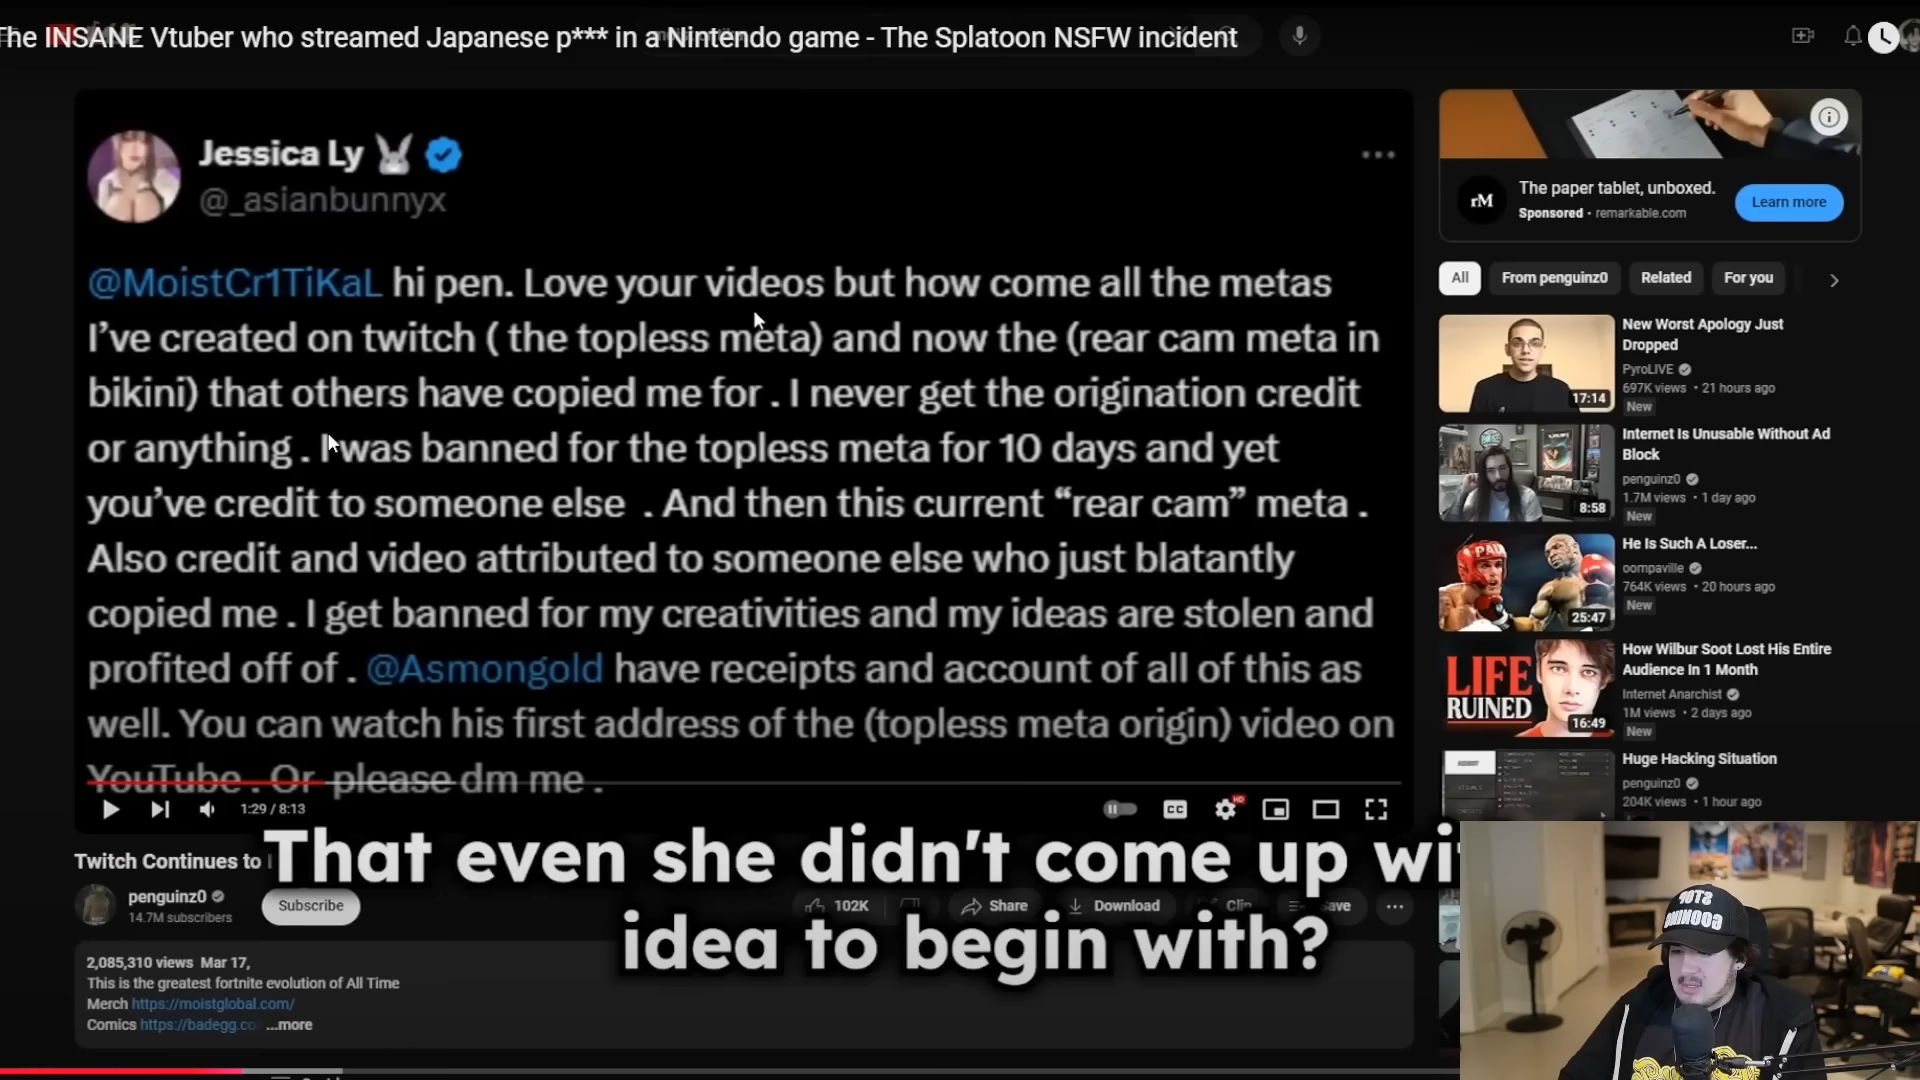 The INSANE Vtuber who streamed Japanese p*** in a Nintendo game - The Splatoon NSFW incident
Jessica Ly
@_asianbunnyx
@MoistCr1TiKaL hi pen. Love your videos but how come all the metas
I've created on twitch ( the topless meta) and now the (rear cam meta in
bikini) that others have copied me for . I never get the origination credit
or anything . I was banned for the topless meta for 10 days and yet
you've credit to someone else . And then this current “rear cam” meta .
Also credit and video attributed to someone else who just blatantly
copied me . I get banned for my creativities and my ideas are stolen and
profited off of . @Asmongold have receipts and account of all of this as
well. You can watch his first address of the (topless meta origin) video on
YouTube . Or please dm me .
1:29 / 8:13
CC
HD
That even she didn't come up wi
idea to begin with?
Twitch Continues to
penguinz0
14.7M subscribers
Subscribe
102K
Share
Download
Clip
ave
...
2,085,310 views Mar 17,
This is the greatest fortnite evolution of All Time
Merch https://moistglobal.com/
Comics https://badegg.co ...more
rM
The paper tablet, unboxed.
Sponsored · remarkable.com
Learn more
All
From penguinz0
Related
For you
New Worst Apology Just
Dropped
PyroLIVE
697K views • 21 hours ago
New
17:14
Internet Is Unusable Without Ad
Block
penguinz0
1.7M views • 1 day ago
New
8:58
He Is Such A Loser...
oompaville
764K views • 20 hours ago
New
PAUL
25:47
How Wilbur Soot Lost His Entire
Audience In 1 Month
Internet Anarchist
1M views • 2 days ago
New
LIFE
RUINED
16:49
Huge Hacking Situation
penguinz0
204K views • 1 hour ago
STOP
GOONING